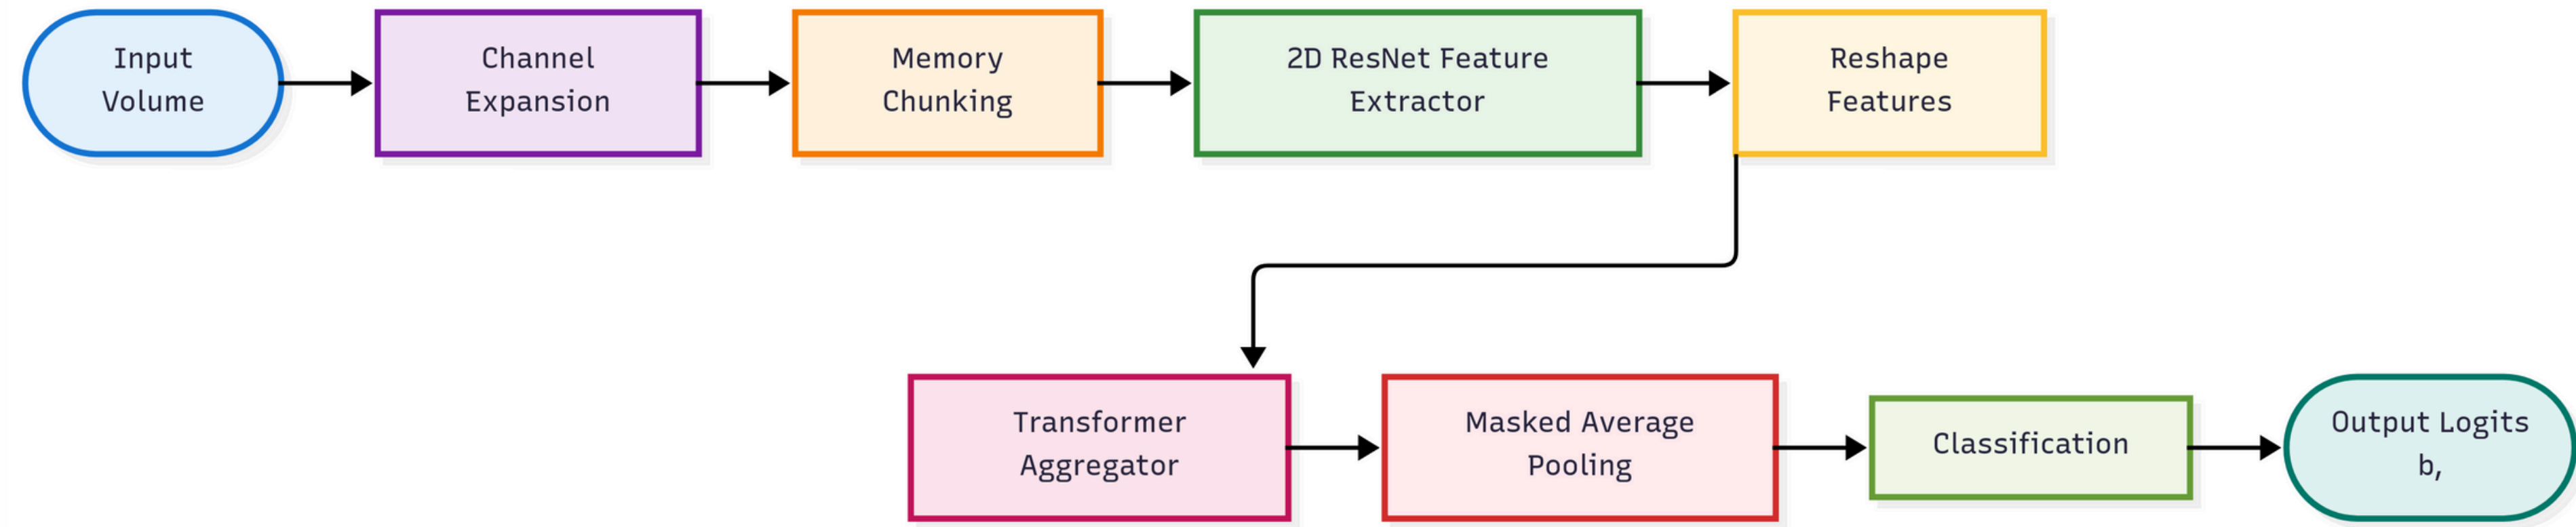 Input
Volume
Channel
Expansion
Memory
Chunking
2D ResNet Feature
Extractor
Reshape
Features
Transformer
Aggregator
Masked Average
Pooling
Classification
Output Logits
b,